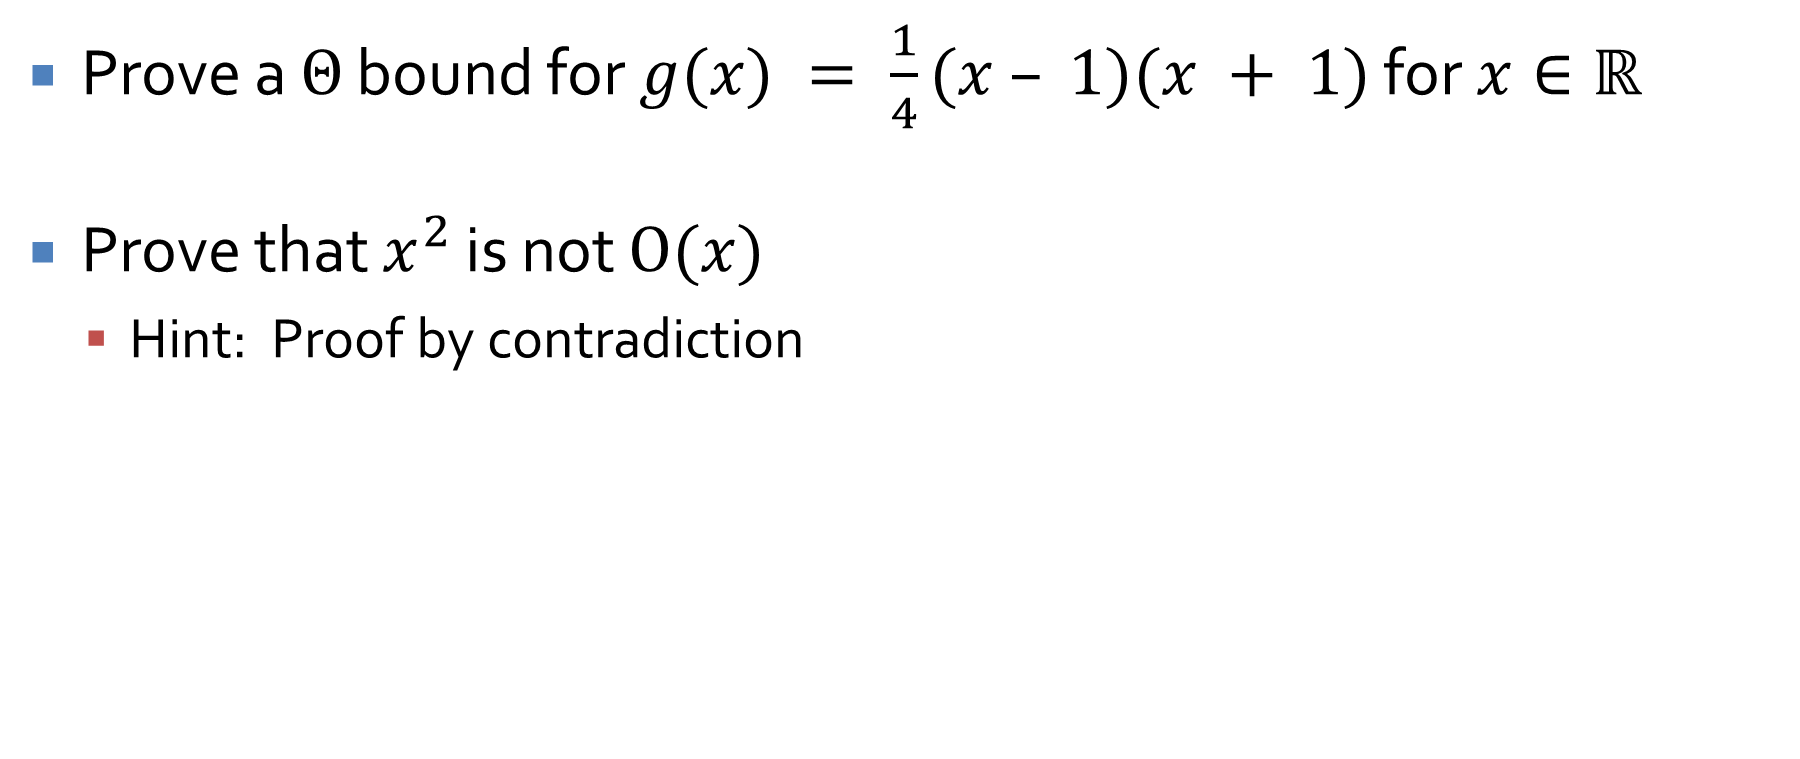 Prove a Θ bound for g(x) = 1/4 (x – 1)(x + 1) for x ∈ ℝ
Prove that x² is not O(x)
Hint: Proof by contradiction